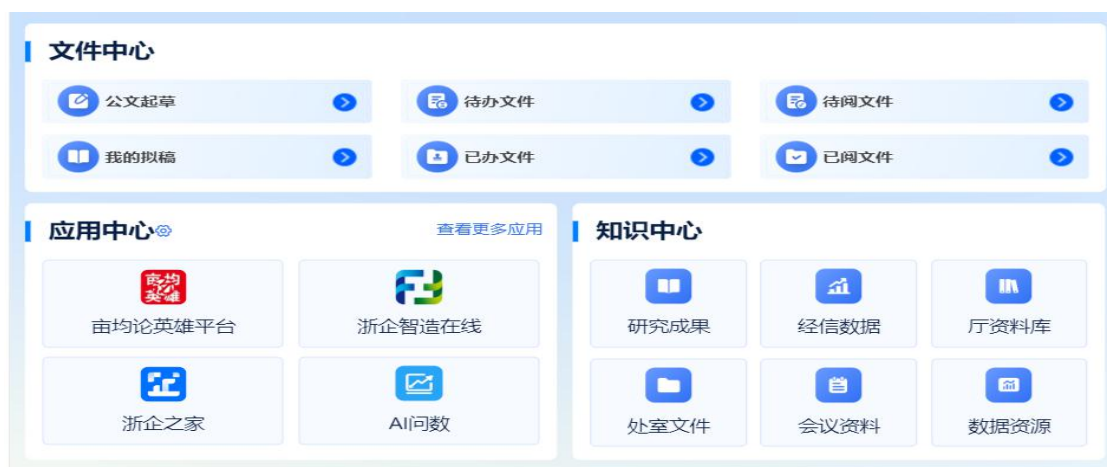 文件中心
公文起草
待办文件
待阅文件
我的拟稿
已办文件
已阅文件
应用中心
查看更多应用
亩均论英雄平台
浙企智造在线
浙企之家
AI问数
知识中心
研究成果
经信数据
厅资料库
处室文件
会议资料
数据资源